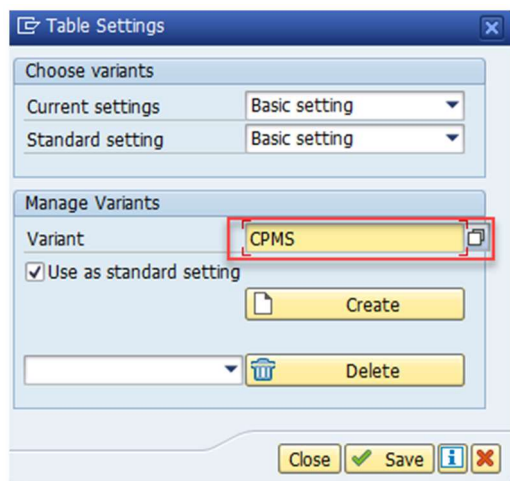 Table Settings
Choose variants
Current settings Basic setting
Standard setting Basic setting
Manage Variants
Variant CPMS
Use as standard setting
Create
Delete
Close Save